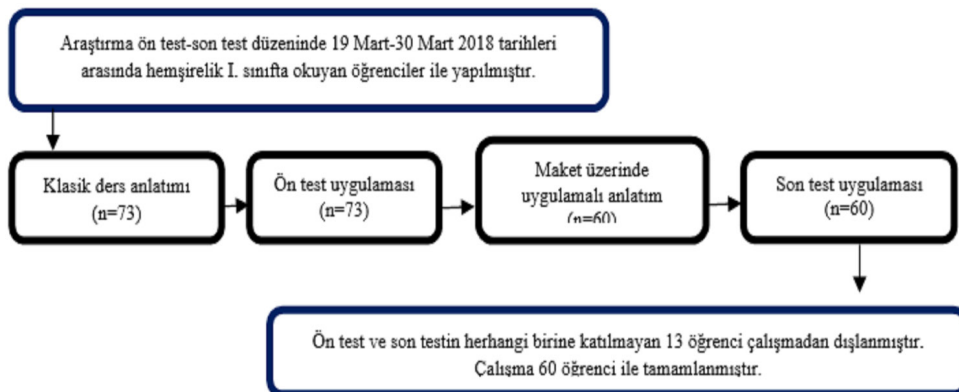 Araştırma ön test-son test düzeninde 19 Mart-30 Mart 2018 tarihleri
arasında hemşirelik I. sınıfta okuyan öğrenciler ile yapılmıştır.
Klasik ders anlatımı
(n=73)
Ön test uygulaması
(n=73)
Maket üzerinde
uygulamalı anlatım
(n=60)
Son test uygulaması
(n=60)
Ön test ve son testin herhangi birine katılmayan 13 öğrenci çalışmadan dışlanmıştır.
Çalışma 60 öğrenci ile tamamlanmıştır.